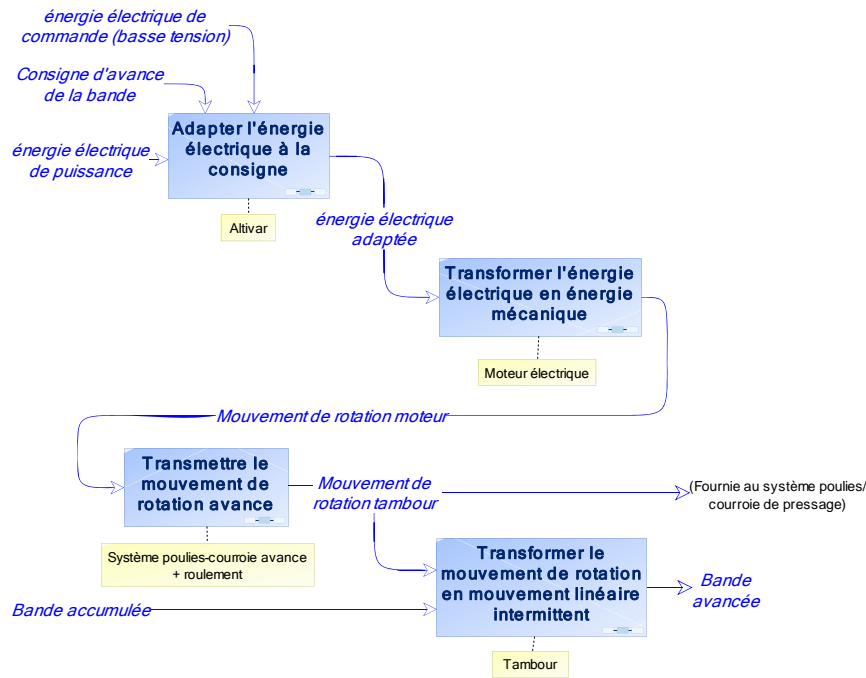 énergie électrique de
commande (basse tension)
Consigne d'avance
de la bande
Adapter l'énergie
électrique à la
consigne
énergie électrique
de puissance
Altivar
énergie électrique
adaptée
Transformer l'énergie
électrique en énergie
mécanique
Moteur électrique
Mouvement de rotation moteur
Transmettre le
mouvement de
rotation avance
Mouvement de
rotation tambour
(Fournie au système poulies/
courroie de pressage)
Système poulies-courroie avance
+ roulement
Transformer le
mouvement de rotation
en mouvement linéaire
intermittent
Bande
avancée
Bande accumulée
Tambour